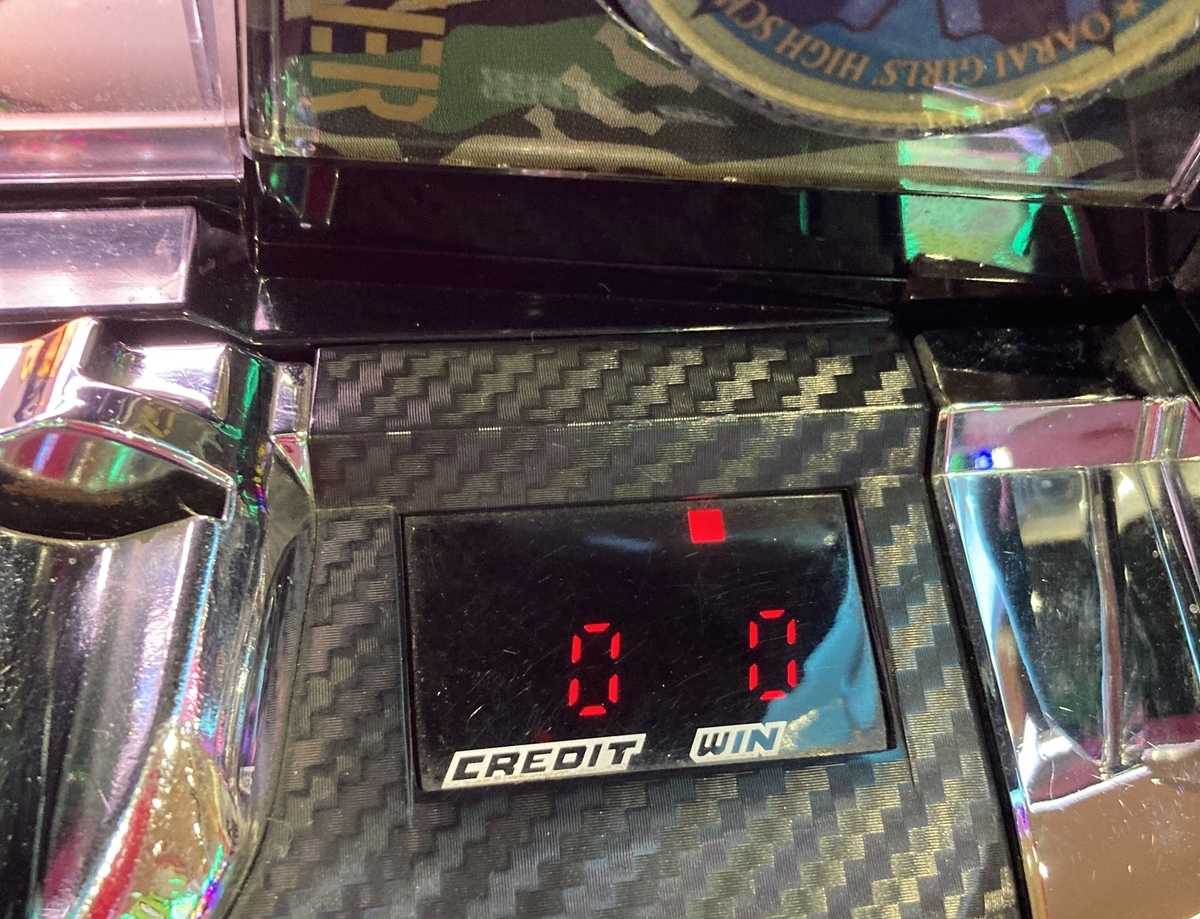 OARAI GIRLS' HIGH SCH
0 0
CREDIT WIN